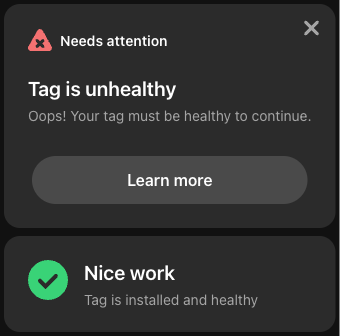 Needs attention
Tag is unhealthy
Oops! Your tag must be healthy to continue.
Learn more
Nice work
Tag is installed and healthy